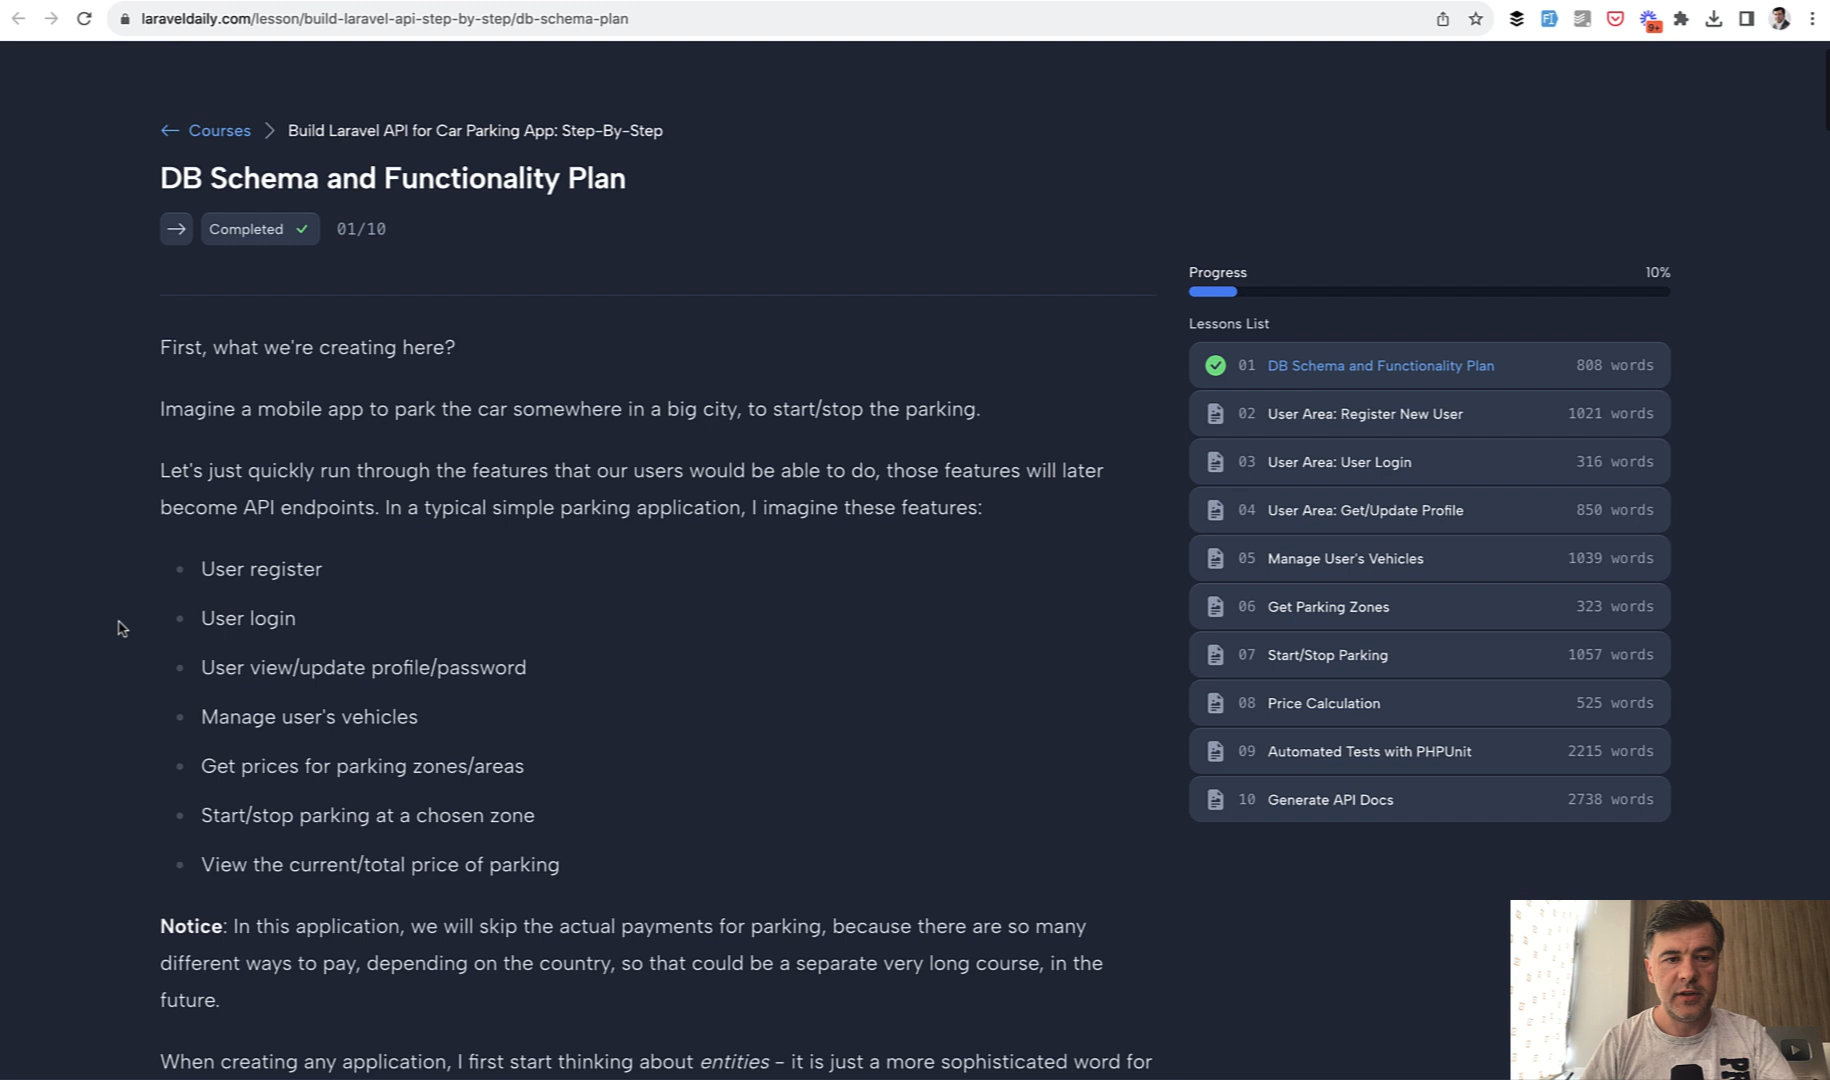 laraveldaily.com/lesson/build-laravel-api-step-by-step/db-schema-plan
9+
← Courses > Build Laravel API for Car Parking App: Step-By-Step
DB Schema and Functionality Plan
→ Completed ✓ 01/10
First, what we're creating here?
Imagine a mobile app to park the car somewhere in a big city, to start/stop the parking.
Let's just quickly run through the features that our users would be able to do, those features will later
become API endpoints. In a typical simple parking application, I imagine these features:
• User register
• User login
• User view/update profile/password
• Manage user's vehicles
• Get prices for parking zones/areas
• Start/stop parking at a chosen zone
• View the current/total price of parking
Notice: In this application, we will skip the actual payments for parking, because there are so many
different ways to pay, depending on the country, so that could be a separate very long course, in the
future.
When creating any application, I first start thinking about entities – it is just a more sophisticated word for
Progress 10%
Lessons List
01 DB Schema and Functionality Plan 808 words
02 User Area: Register New User 1021 words
03 User Area: User Login 316 words
04 User Area: Get/Update Profile 850 words
05 Manage User's Vehicles 1039 words
06 Get Parking Zones 323 words
07 Start/Stop Parking 1057 words
08 Price Calculation 525 words
09 Automated Tests with PHPUnit 2215 words
10 Generate API Docs 2738 words